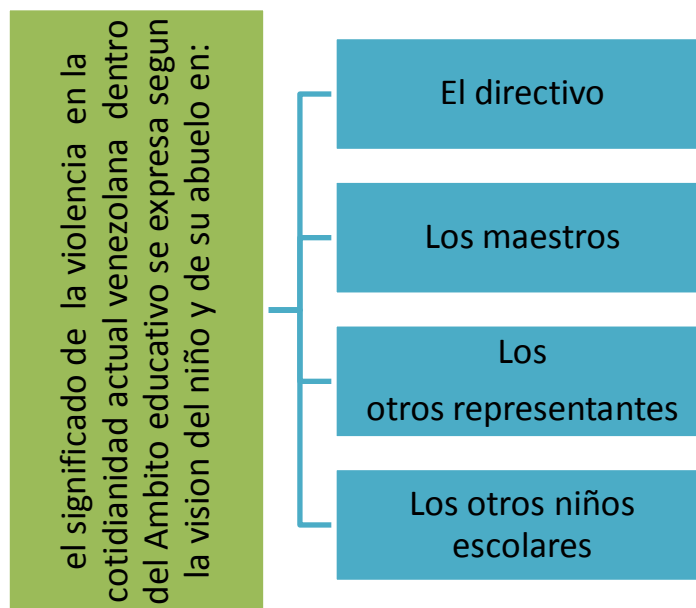 el significado de la violencia en la
cotidianidad actual venezolana dentro
del Ambito educativo se expresa segun
la vision del niño y de su abuelo en:
El directivo
Los maestros
Los
otros representantes
Los otros niños
escolares